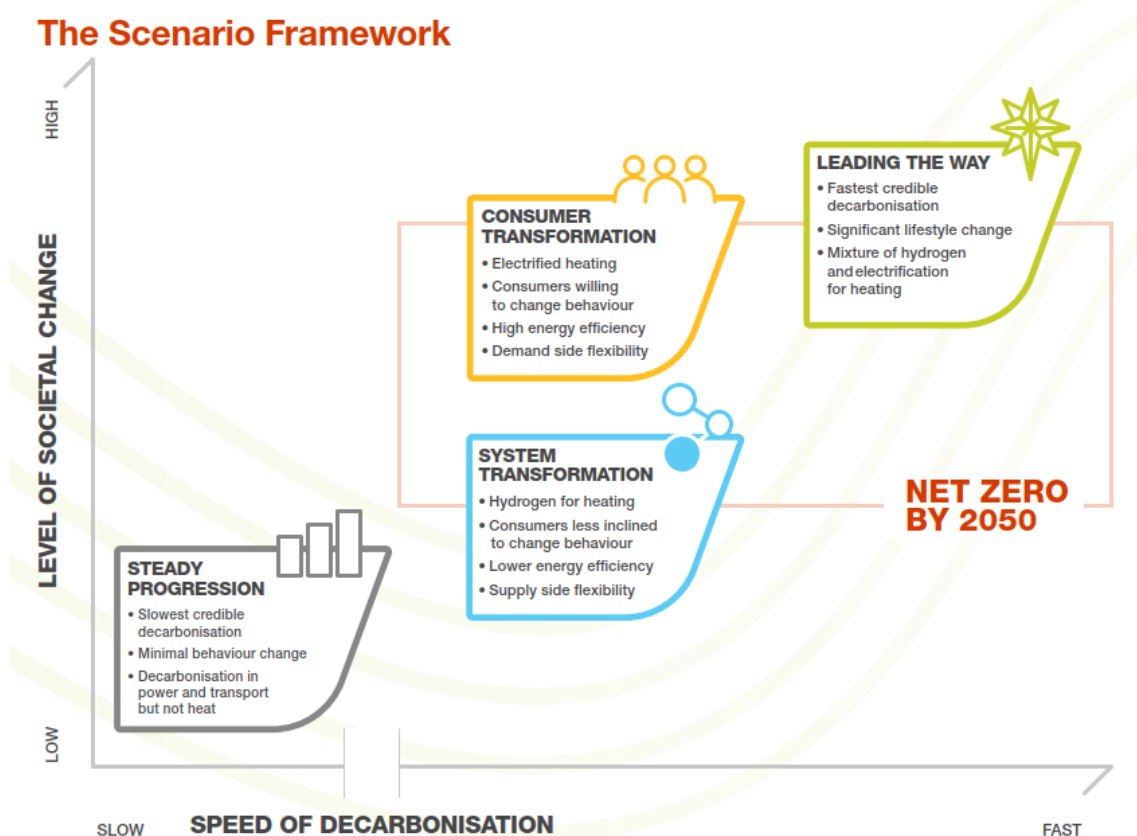 The Scenario Framework
HIGH
LEVEL OF SOCIETAL CHANGE
LOW
LEADING THE WAY
• Fastest credible
decarbonisation
• Significant lifestyle change
• Mixture of hydrogen
and electrification
for heating
CONSUMER
TRANSFORMATION
• Electrified heating
• Consumers willing
to change behaviour
• High energy efficiency
• Demand side flexibility
SYSTEM
TRANSFORMATION
• Hydrogen for heating
• Consumers less inclined
to change behaviour
• Lower energy efficiency
• Supply side flexibility
NET ZERO
BY 2050
STEADY
PROGRESSION
• Slowest credible
decarbonisation
• Minimal behaviour change
• Decarbonisation in
power and transport
but not heat
SLOW
SPEED OF DECARBONISATION
FAST